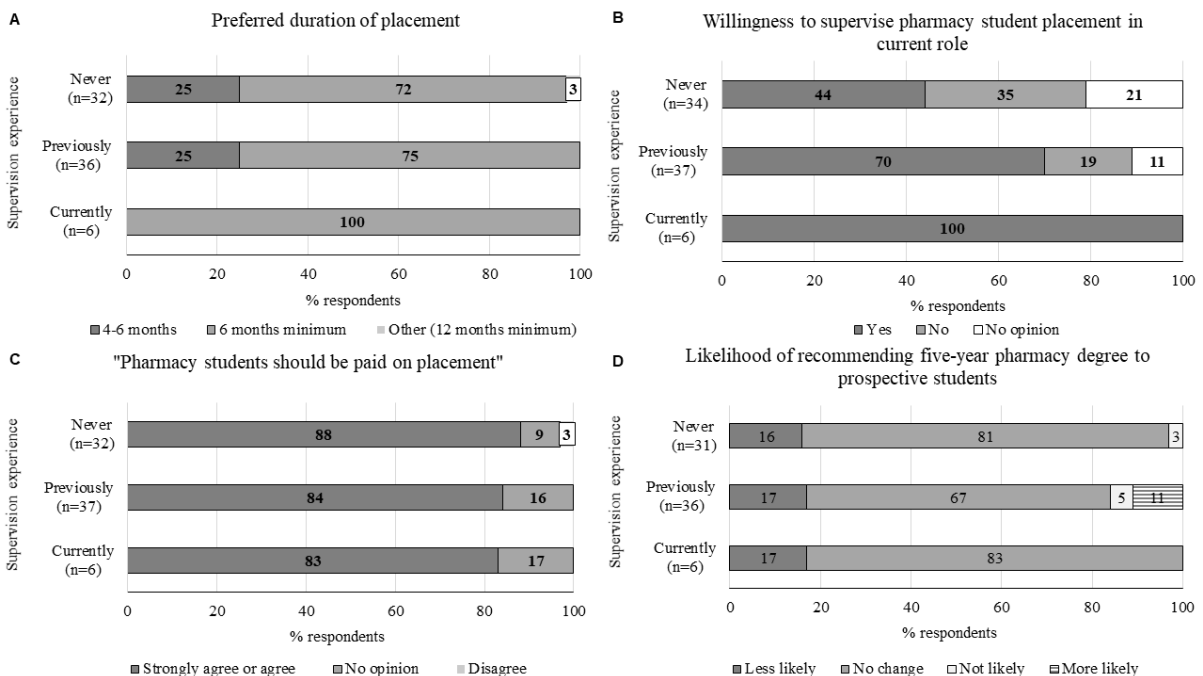 A
Preferred duration of placement
Supervision experience
Never
(n=32)
25 72 3
Previously
(n=36)
25 75
Currently
(n=6)
100
0 20 40 60 80 100
% respondents
4-6 months 6 months minimum Other (12 months minimum)
B
Willingness to supervise pharmacy student placement in
current role
Supervision experience
Never
(n=34)
44 35 21
Previously
(n=37)
70 19 11
Currently
(n=6)
100
0 20 40 60 80 100
% respondents
Yes No No opinion
C
"Pharmacy students should be paid on placement"
Supervision experience
Never
(n=32)
88 9 3
Previously
(n=37)
84 16
Currently
(n=6)
83 17
0 20 40 60 80 100
% respondents
Strongly agree or agree No opinion Disagree
D
Likelihood of recommending five-year pharmacy degree to
prospective students
Supervision experience
Never
(n=31)
16 81 3
Previously
(n=36)
17 67 5 11
Currently
(n=6)
17 83
0 20 40 60 80 100
% respondents
Less likely No change Not likely More likely